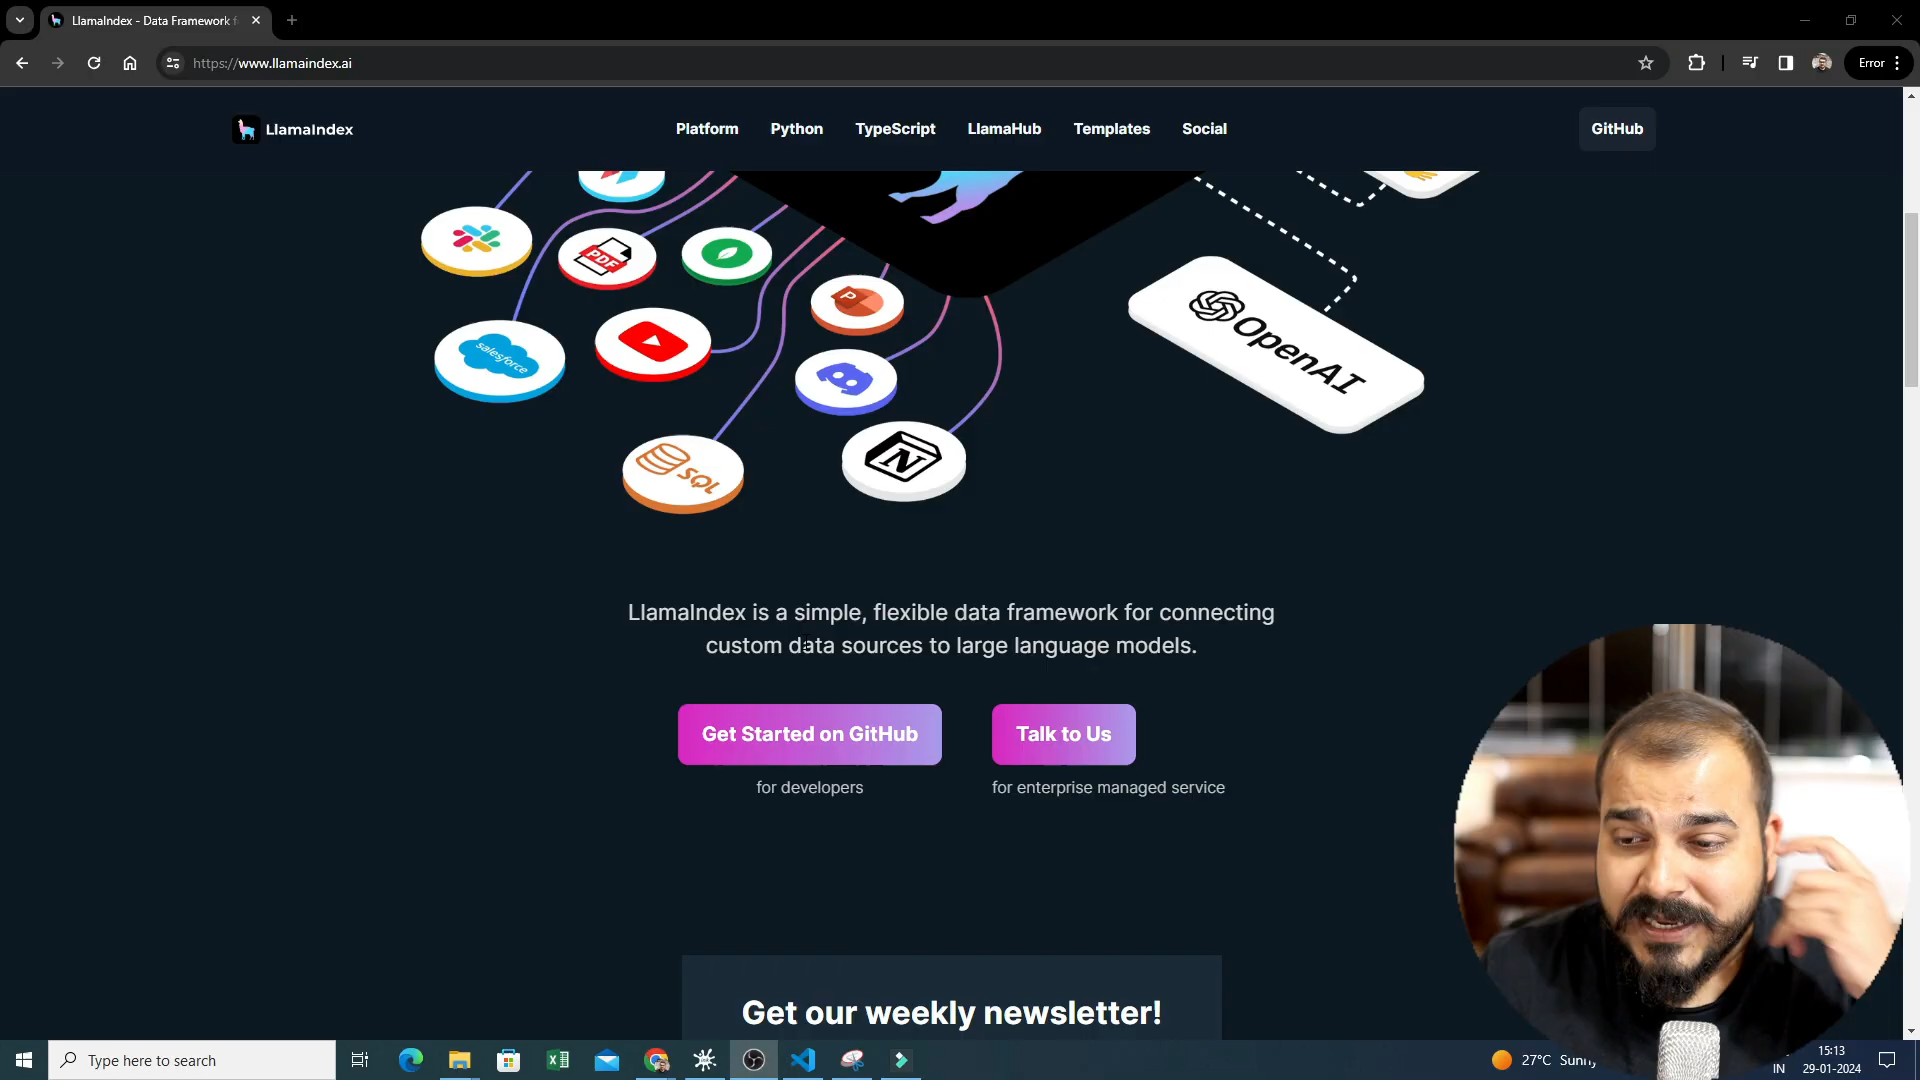 LlamaIndex - Data Framework f
https://www.llamaindex.ai
Error
LlamaIndex
Platform
Python
TypeScript
LlamaHub
Templates
Social
GitHub
PDF
P
salesforce
SQL
N
OpenAI
LlamaIndex is a simple, flexible data framework for connecting
custom data sources to large language models.
Get Started on GitHub
Talk to Us
for developers
for enterprise managed service
Get our weekly newsletter!
Type here to search
27°C Sunny
15:13
IN
29-01-2024